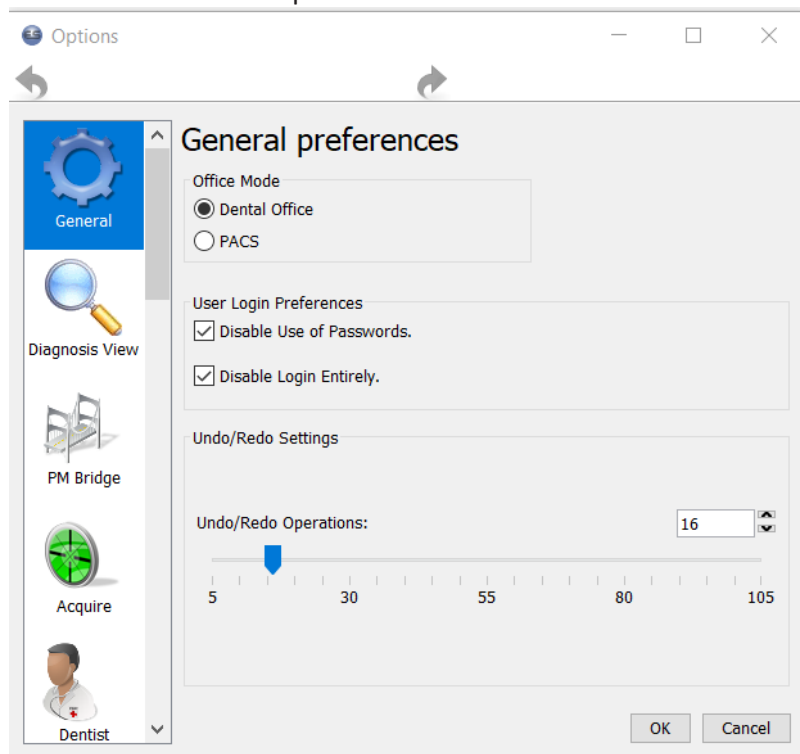 Options
General preferences
General
Diagnosis View
PM Bridge
Acquire
Dentist
Office Mode
Dental Office
PACS
User Login Preferences
Disable Use of Passwords.
Disable Login Entirely.
Undo/Redo Settings
Undo/Redo Operations:
16
5 30 55 80 105
OK Cancel